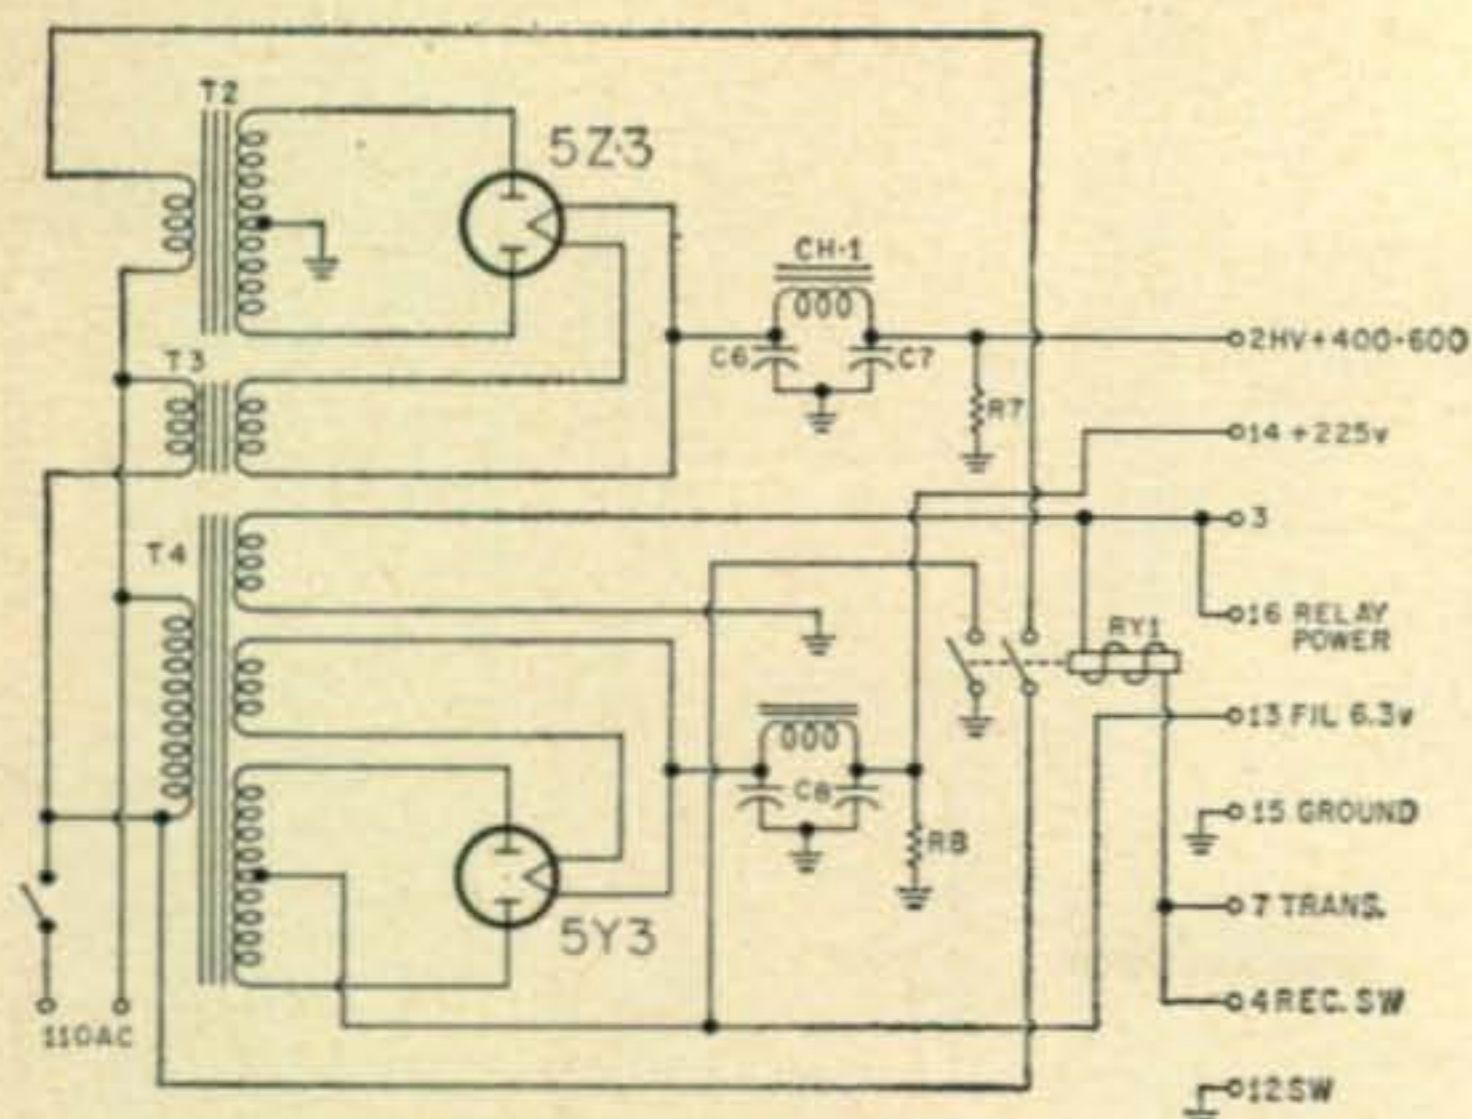 T2
5Z3
CH-1
2HV+400-600
T3
C6
C7
R7
14 +225v
3
T4
16 RELAY
POWER
RY1
13 FIL 6.3v
C8
15 GROUND
R8
5Y3
7 TRANS.
4 REC. SW
110AC
12 SW